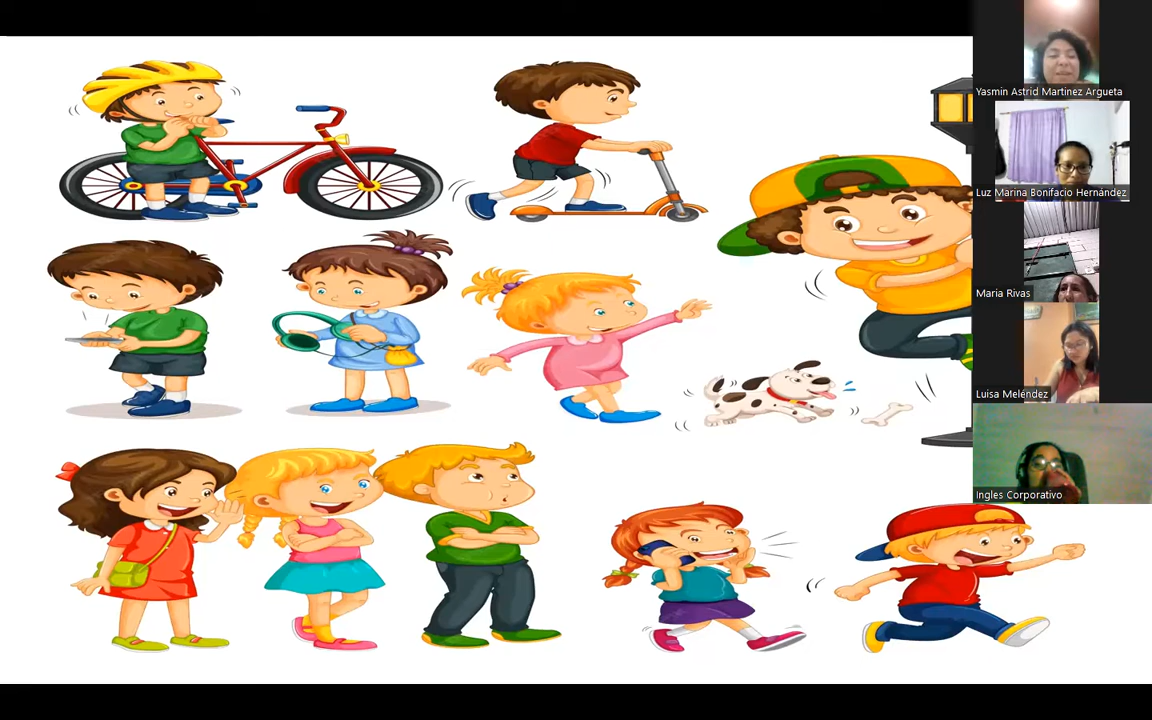 Yasmin Astrid Martinez Argueta
Luz Marina Bonifacio Hernández
Maria Rivas
Luisa Meléndez
Ingles Corporativo